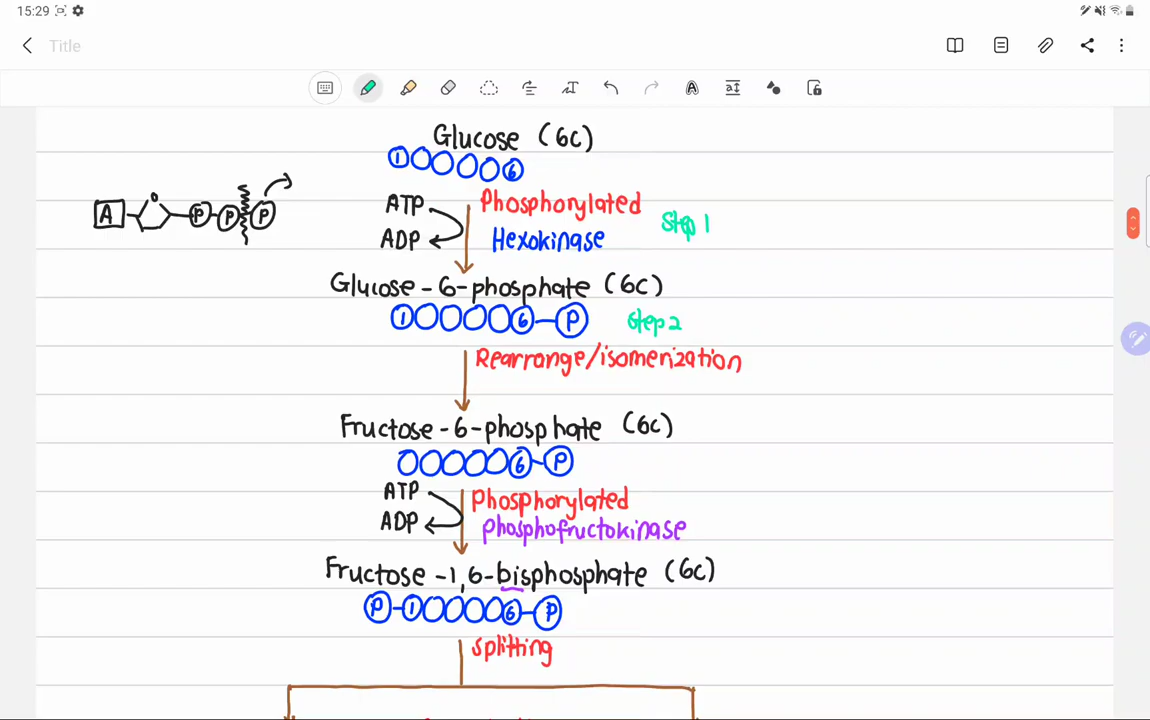 15:29
Title
Glucose (6C)
1 6
ATP Phosphorylated
A P P P
Step 1
ADP Hexokinase
Glucose-6-phosphate (6C)
1 6 P
Step 2
Rearrange/isomerization
Fructose-6-phosphate (6C)
6 P
ATP Phosphorylated
ADP phosphofructokinase
Fructose-1,6-bisphosphate (6C)
P 1 6 P
splitting